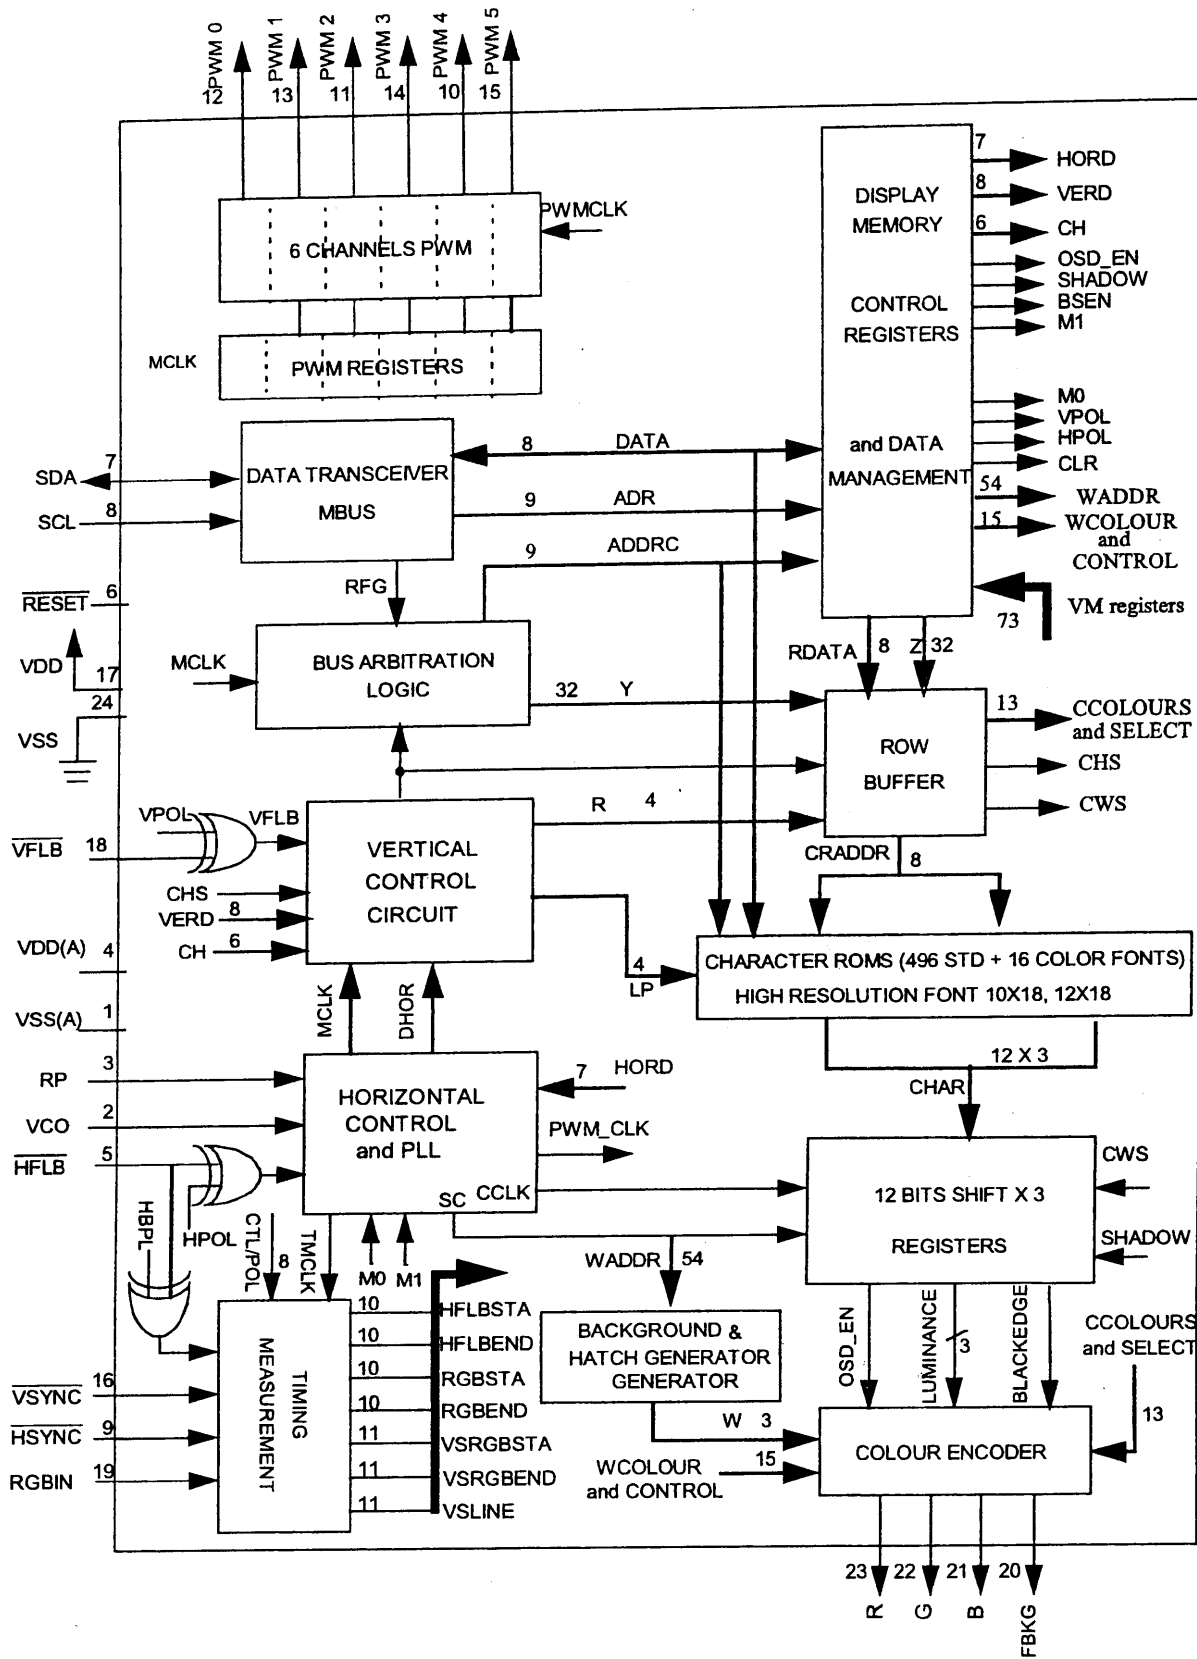 PWM 0
PWM 1
PWM 2
PWM 3
PWM 4
PWM 5
12
13
11
14
10
15
6 CHANNELS PWM
PWMCLK
MCLK
PWM REGISTERS
DISPLAY
MEMORY
CONTROL
REGISTERS
and DATA
MANAGEMENT
7
HORD
8
VERD
6
CH
OSD_EN
SHADOW
BSEN
M1
M0
VPOL
HPOL
CLR
54
WADDR
15
WCOLOUR
and
CONTROL
73
VM registers
SDA
7
SCL
8
DATA TRANSCEIVER
MBUS
8
DATA
9
ADR
9
ADDRC
RFG
RESET
6
VDD
17
24
VSS
MCLK
BUS ARBITRATION
LOGIC
32
Y
RDATA
8
Z
32
ROW
BUFFER
13
CCOLOURS
and SELECT
CHS
CWS
VPOL
VFLB
VFLB
18
CHS
VERD
8
CH
6
VERTICAL
CONTROL
CIRCUIT
R
4
CRADDR
8
VDD(A)
4
VSS(A)
1
4
LP
CHARACTER ROMS (496 STD + 16 COLOR FONTS)
HIGH RESOLUTION FONT 10X18, 12X18
MCLK
DHOR
12 X 3
CHAR
RP
3
VCO
2
HFLB
5
HORIZONTAL
CONTROL
and PLL
SC
CCLK
7
HORD
PWM_CLK
12 BITS SHIFT X 3
REGISTERS
CWS
SHADOW
HBPL
HPOL
CTL/POL
8
TMCLK
M0
M1
WADDR
54
BACKGROUND &
HATCH GENERATOR
GENERATOR
OSD_EN
LUMINANCE
3
BLACKEDGE
CCOLOURS
and SELECT
13
TIMING
MEASUREMENT
10
HFLBSTA
10
HFLBEND
10
RGBSTA
10
RGBEND
11
VSRGBSTA
11
VSRGBEND
11
VSLINE
VSYNC
16
HSYNC
9
RGBIN
19
W
3
WCOLOUR
and CONTROL
15
COLOUR ENCODER
23
22
21
20
R
G
B
FBKG